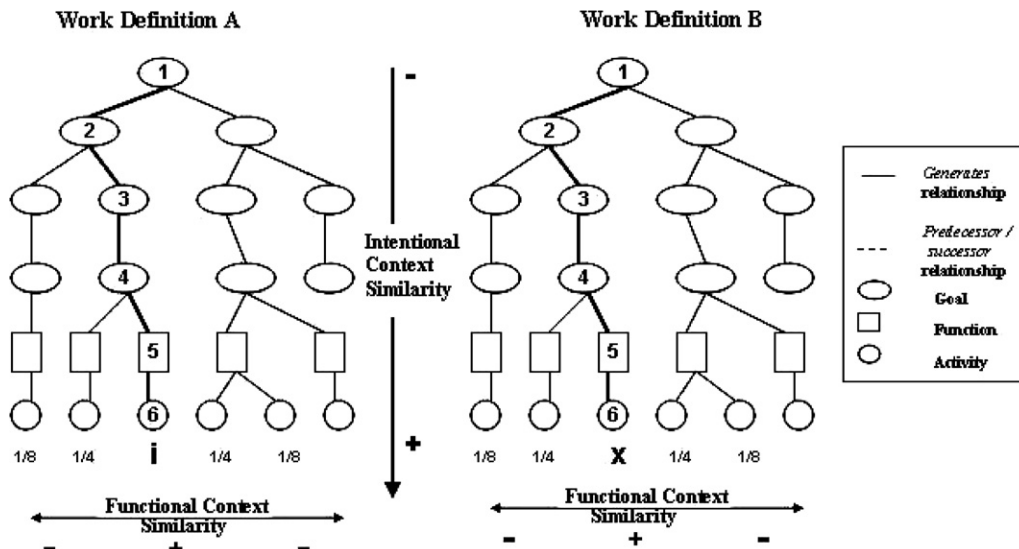 Work Definition A
Work Definition B
1
2
3
4
5
6
i
1/8
1/4
1/4
1/8
Functional Context
Similarity
- + -
-
Intentional
Context
Similarity
+
1
2
3
4
5
6
x
1/8
1/4
1/4
1/8
Functional Context
Similarity
- + -
Generates
relationship
Predecessor /
successor
relationship
Goal
Function
Activity